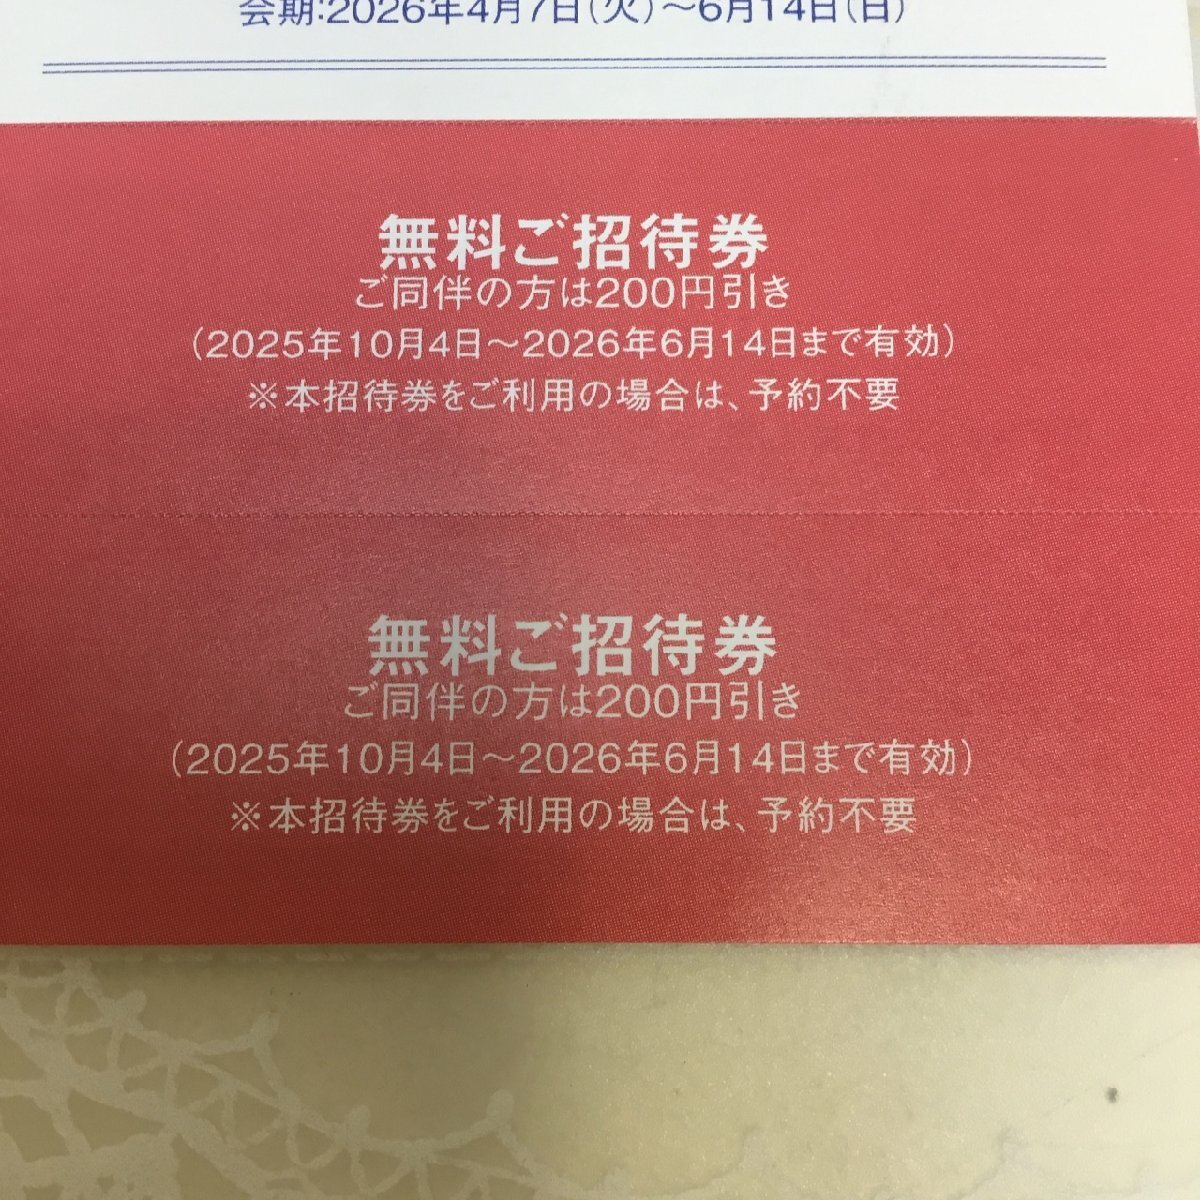 会期:2026年4月7日(火)～6月14日(日)
無料ご招待券
ご同伴の方は200円引き
(2025年10月4日～2026年6月14日まで有効)
※本招待券をご利用の場合は、予約不要
無料ご招待券
ご同伴の方は200円引き
(2025年10月4日～2026年6月14日まで有効)
※本招待券をご利用の場合は、予約不要